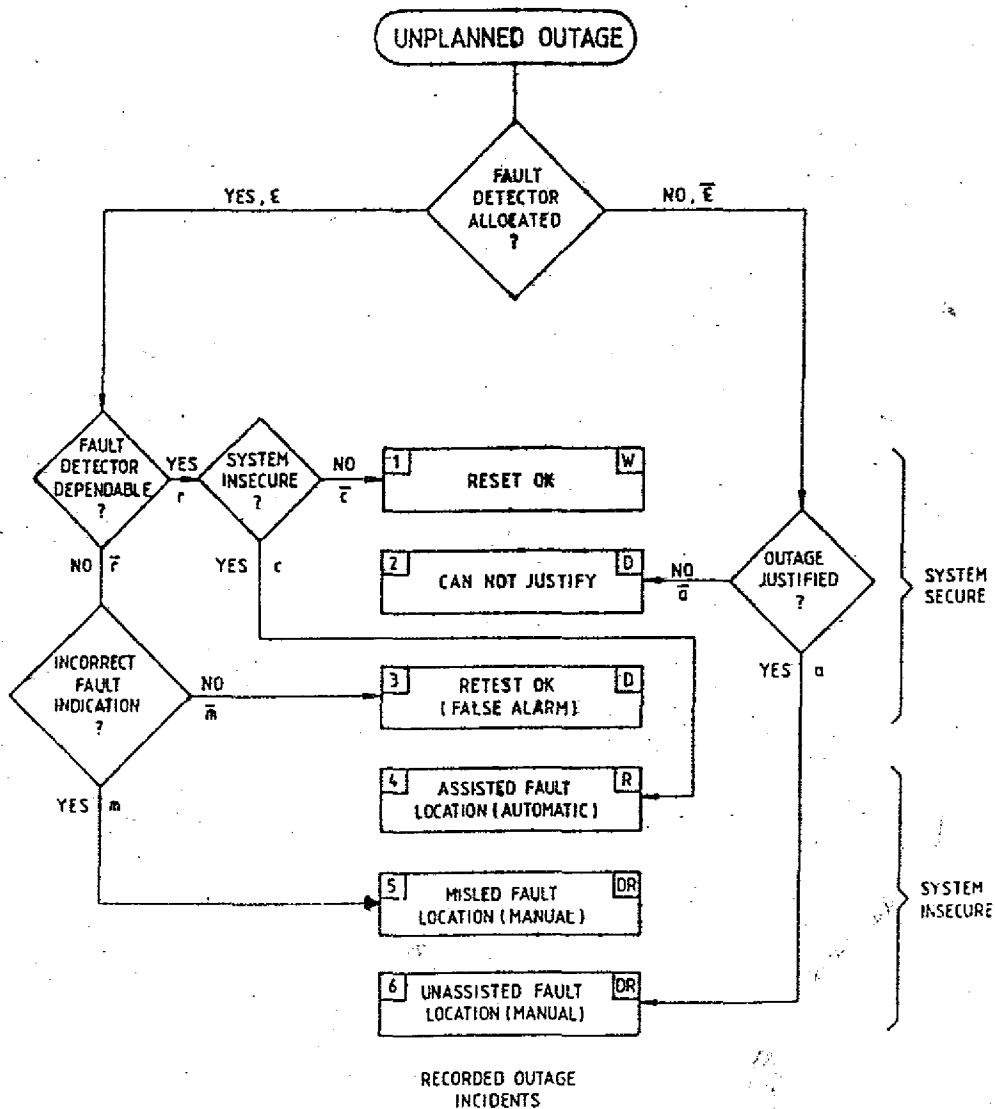 UNPLANNED OUTAGE
FAULT
DETECTOR
ALLOCATED
?
YES, ε
NO, ε̅
FAULT
DETECTOR
DEPENDABLE
?
YES
r
SYSTEM
INSECURE
?
NO
c̅
1
W
RESET OK
NO r̅
YES c
2
D
CAN NOT JUSTIFY
NO
a̅
OUTAGE
JUSTIFIED
?
SYSTEM
SECURE
INCORRECT
FAULT
INDICATION
?
NO
m̅
3
D
RETEST OK
(FALSE ALARM)
YES a
4
R
ASSISTED FAULT
LOCATION (AUTOMATIC)
YES m
5
DR
MISLED FAULT
LOCATION (MANUAL)
SYSTEM
INSECURE
6
DR
UNASSISTED FAULT
LOCATION (MANUAL)
RECORDED OUTAGE
INCIDENTS